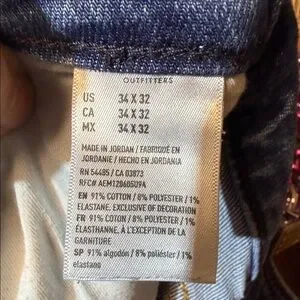 OUTFITTERS
US 34 X 32
CA 34 X 32
MX 34 X 32
MADE IN JORDAN / FABRIQUÉ EN
JORDANIE / HECHO EN JORDANIA
RN 54485 / CA 03873
RFC# AEM120605U9A
EN 91% COTTON / 8% POLYESTER / 1%
ELASTANE. EXCLUSIVE OF DECORATION
FR 91% COTON / 8% POLYESTER / 1%
ÉLASTHANNE. À L'EXCEPTION DE LA
GARNITURE
SP 91% algodón / 8% poliéster / 1%
elastano